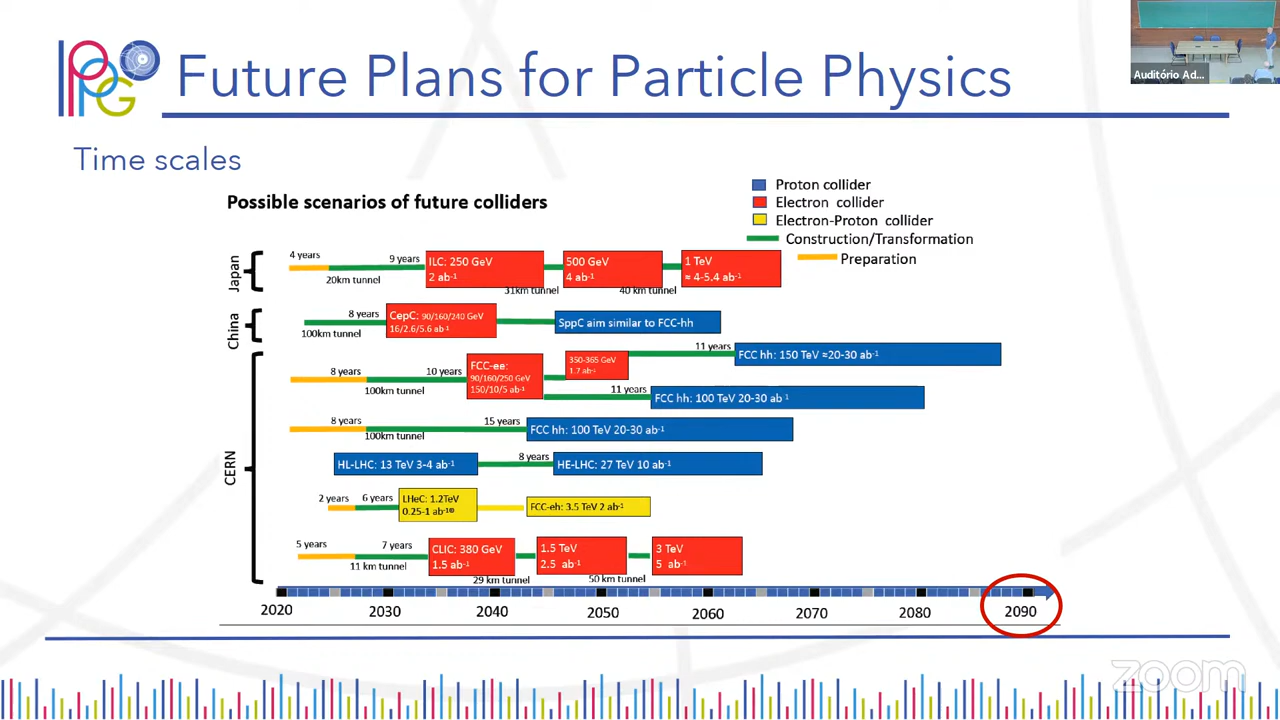 IPPOG
Future Plans for Particle Physics
Auditório Ad...
Time scales
Possible scenarios of future colliders
Proton collider
Electron collider
Electron-Proton collider
Construction/Transformation
Preparation
Japan
4 years
9 years
20km tunnel
ILC: 250 GeV
2 ab-1
31km tunnel
500 GeV
4 ab-1
40 km tunnel
1 TeV
≈ 4-5.4 ab-1
China
8 years
100km tunnel
CepC: 90/160/240 GeV
16/2.6/5.6 ab-1
SppC aim similar to FCC-hh
CERN
8 years
10 years
100km tunnel
FCC-ee:
90/160/250 GeV
150/10/5 ab-1
350-365 GeV
1.7 ab-1
11 years
FCC hh: 150 TeV ≈20-30 ab-1
11 years
FCC hh: 100 TeV 20-30 ab-1
8 years
15 years
100km tunnel
FCC hh: 100 TeV 20-30 ab-1
HL-LHC: 13 TeV 3-4 ab-1
8 years
HE-LHC: 27 TeV 10 ab-1
2 years
6 years
LHeC: 1.2TeV
0.25-1 ab-1
FCC-eh: 3.5 TeV 2 ab-1
5 years
7 years
11 km tunnel
CLIC: 380 GeV
1.5 ab-1
29 km tunnel
1.5 TeV
2.5 ab-1
50 km tunnel
3 TeV
5 ab-1
2020 2030 2040 2050 2060 2070 2080 2090
zoom